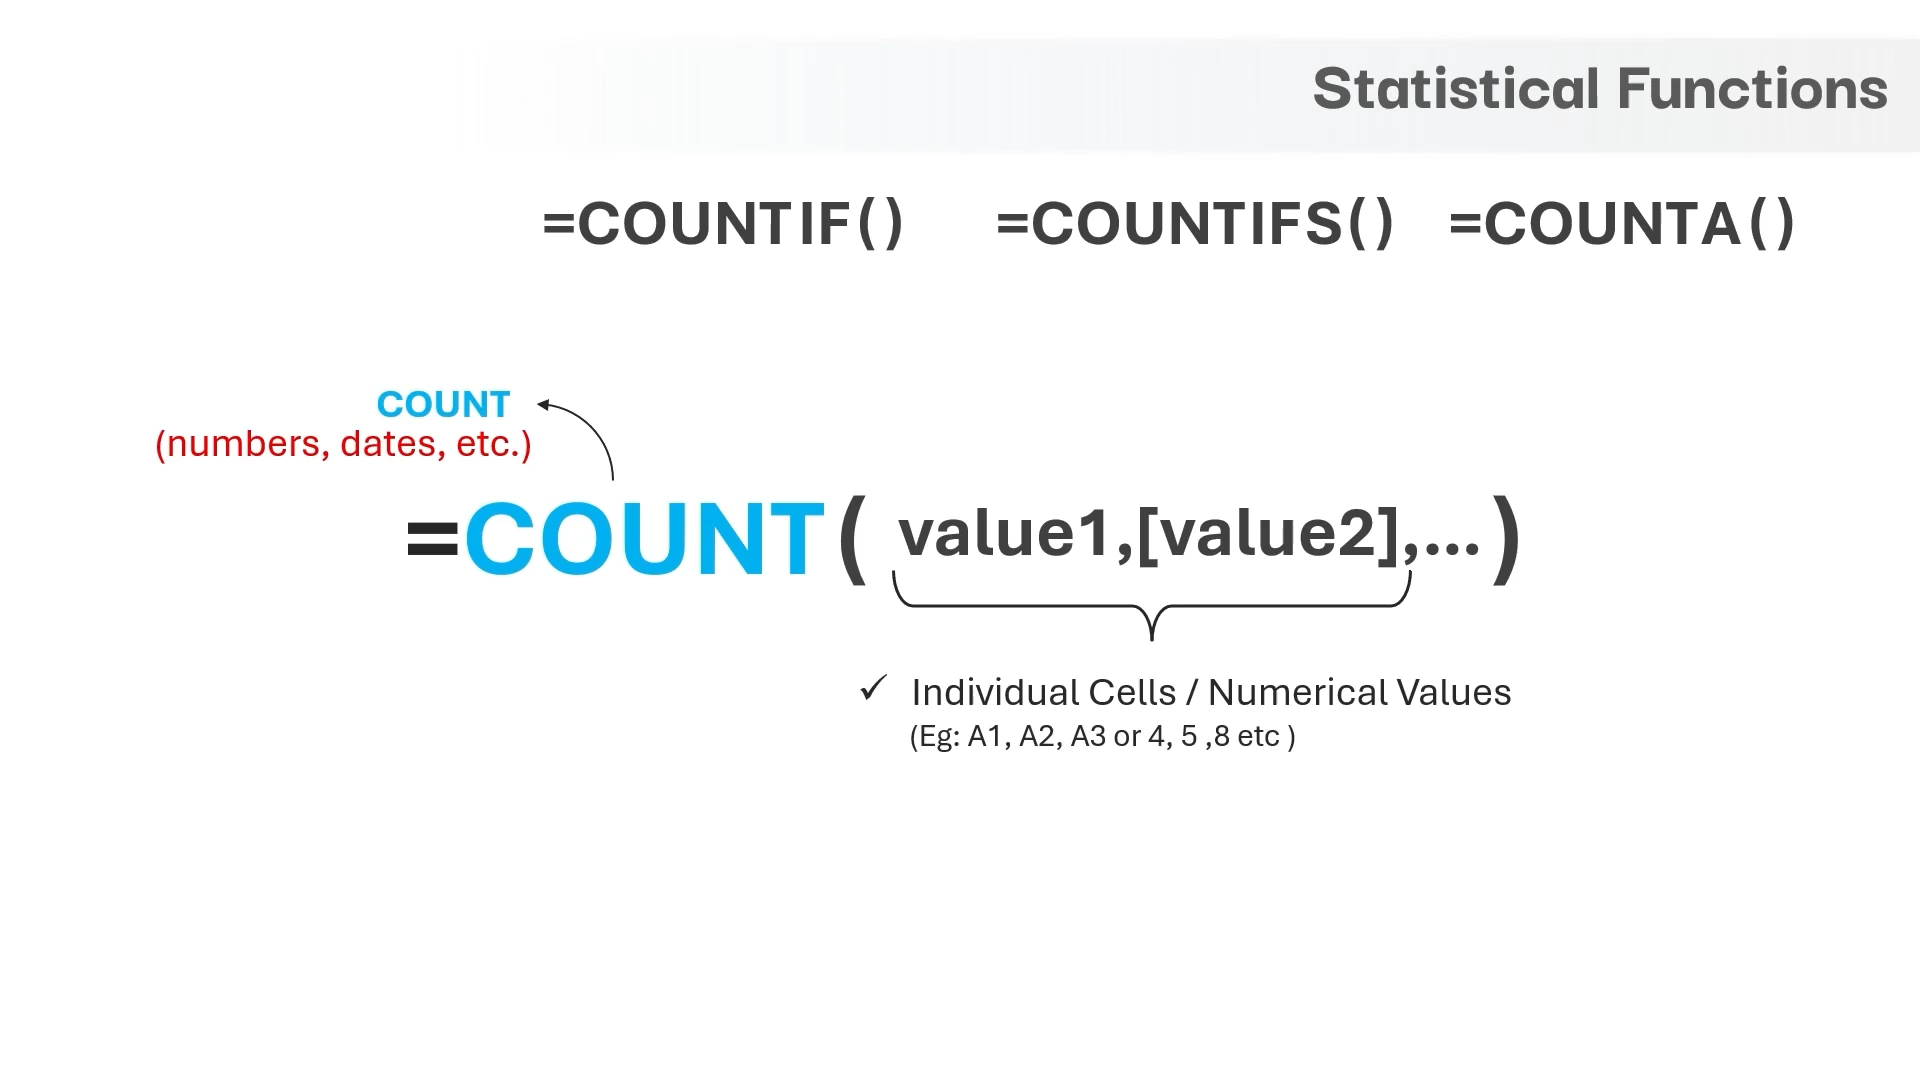 Statistical Functions
=COUNTIF() =COUNTIFS() =COUNTA()
COUNT
(numbers, dates, etc.)
=COUNT( value1,[value2],... )
✓ Individual Cells / Numerical Values
(Eg: A1, A2, A3 or 4, 5 ,8 etc )